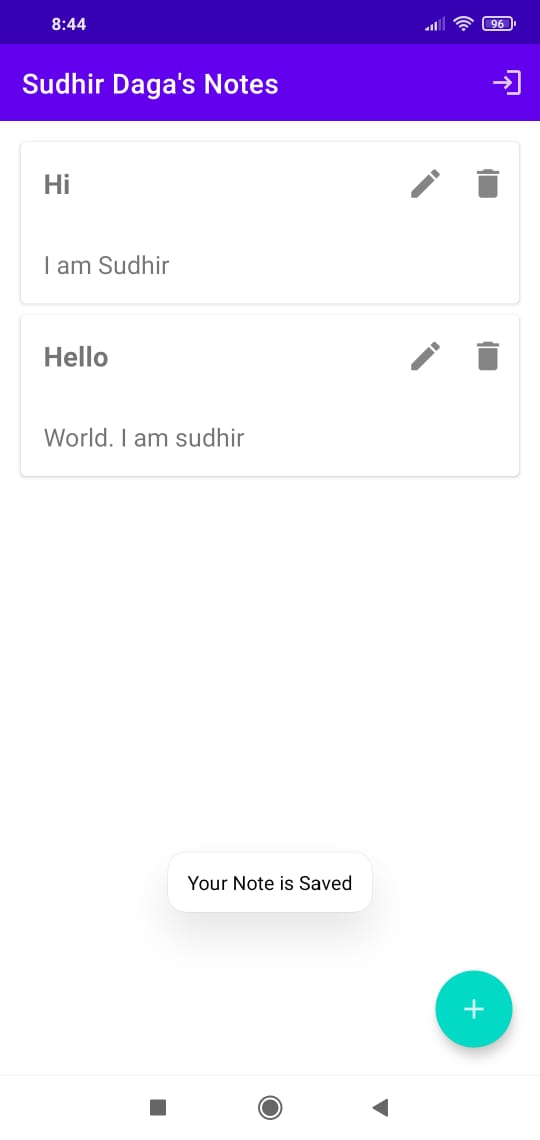 8:44
96
Sudhir Daga's Notes
Hi
I am Sudhir
Hello
World. I am sudhir
Your Note is Saved